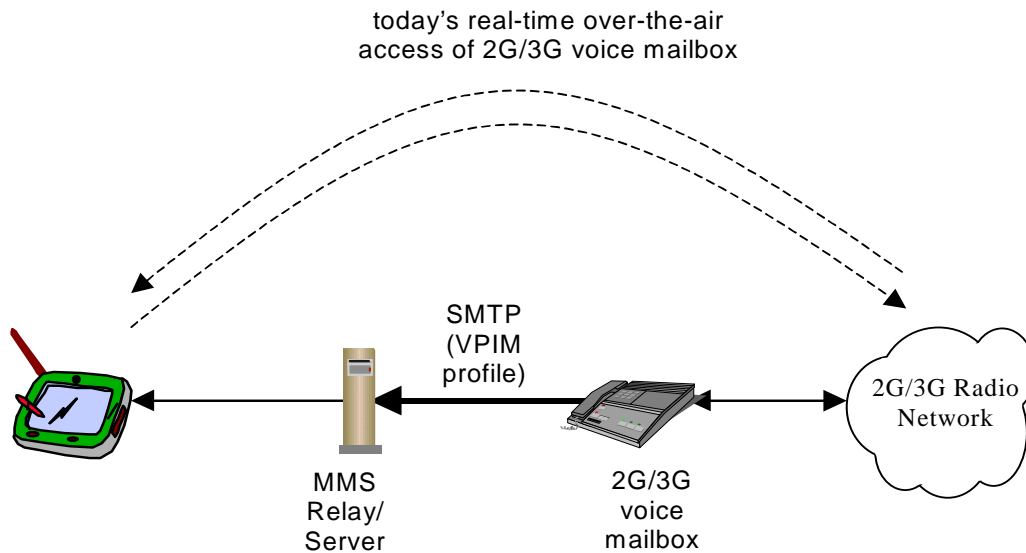 today's real-time over-the-air
access of 2G/3G voice mailbox
SMTP
(VPIM
profile)
2G/3G Radio
Network
MMS
Relay/
Server
2G/3G
voice
mailbox